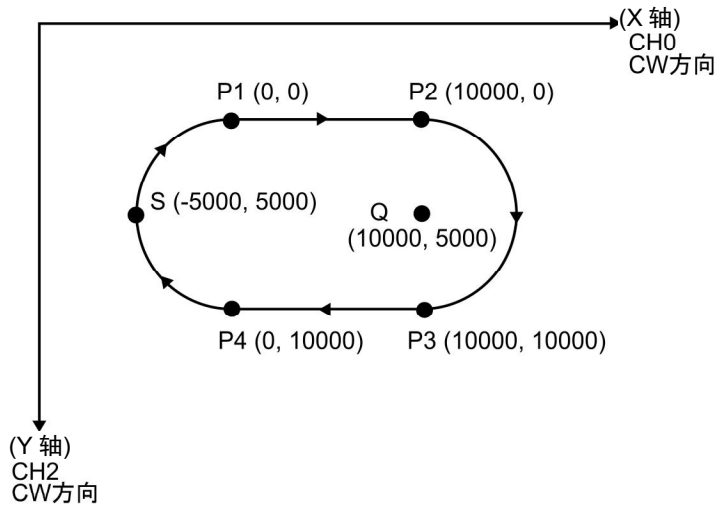 (X 轴)
CH0
CW方向
P1 (0, 0)
P2 (10000, 0)
S (-5000, 5000)
Q
(10000, 5000)
P4 (0, 10000)
P3 (10000, 10000)
(Y 轴)
CH2
CW方向